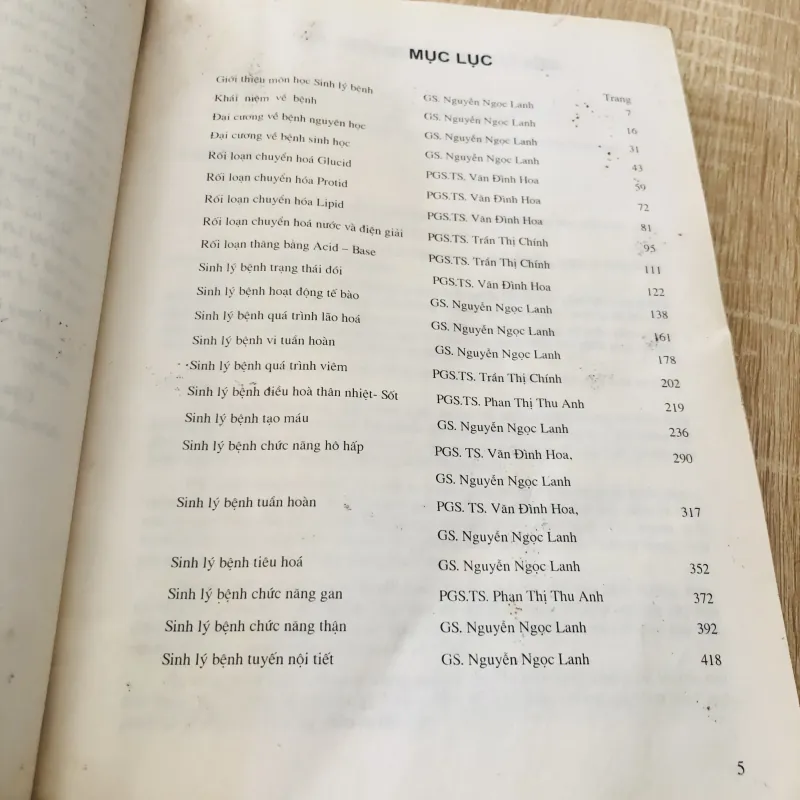 MỤC LỤC
Trang
Giới thiệu môn học Sinh lý bệnh GS. Nguyễn Ngọc Lanh 7
Khái niệm về bệnh GS. Nguyễn Ngọc Lanh 16
Đại cương về bệnh nguyên học GS. Nguyễn Ngọc Lanh 31
Đại cương về bệnh sinh học GS. Nguyễn Ngọc Lanh 43
Rối loạn chuyển hoá Glucid PGS.TS. Văn Đình Hoa 59
Rối loạn chuyển hóa Protid PGS.TS. Văn Đình Hoa 72
Rối loạn chuyển hóa Lipid PGS.TS. Văn Đình Hoa 81
Rối loạn chuyển hoá nước và điện giải PGS.TS. Trần Thị Chính 95
Rối loạn thăng bằng Acid – Base PGS.TS. Trần Thị Chính 111
Sinh lý bệnh trạng thái đói PGS.TS. Văn Đình Hoa 122
Sinh lý bệnh hoạt động tế bào GS. Nguyễn Ngọc Lanh 138
Sinh lý bệnh quá trình lão hoá GS. Nguyễn Ngọc Lanh 161
Sinh lý bệnh vi tuần hoàn GS. Nguyễn Ngọc Lanh 178
Sinh lý bệnh quá trình viêm PGS.TS. Trần Thị Chính 202
Sinh lý bệnh điều hoà thân nhiệt- Sốt PGS.TS. Phan Thị Thu Anh 219
Sinh lý bệnh tạo máu GS. Nguyễn Ngọc Lanh 236
Sinh lý bệnh chức năng hô hấp PGS. TS. Văn Đình Hoa, 290
GS. Nguyễn Ngọc Lanh
Sinh lý bệnh tuần hoàn PGS. TS. Văn Đình Hoa, 317
GS. Nguyễn Ngọc Lanh
Sinh lý bệnh tiêu hoá GS. Nguyễn Ngọc Lanh 352
Sinh lý bệnh chức năng gan PGS.TS. Phan Thị Thu Anh 372
Sinh lý bệnh chức năng thận GS. Nguyễn Ngọc Lanh 392
Sinh lý bệnh tuyến nội tiết GS. Nguyễn Ngọc Lanh 418
5